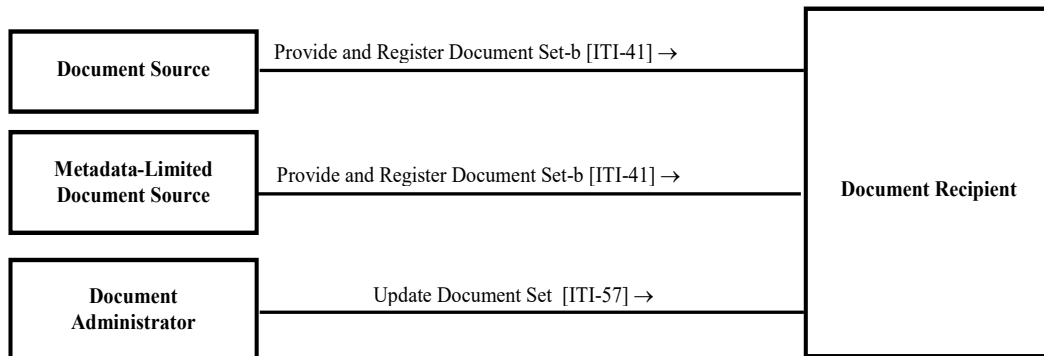 Document Source
Provide and Register Document Set-b [ITI-41] →
Metadata-Limited
Document Source
Provide and Register Document Set-b [ITI-41] →
Document Recipient
Document
Administrator
Update Document Set [ITI-57] →